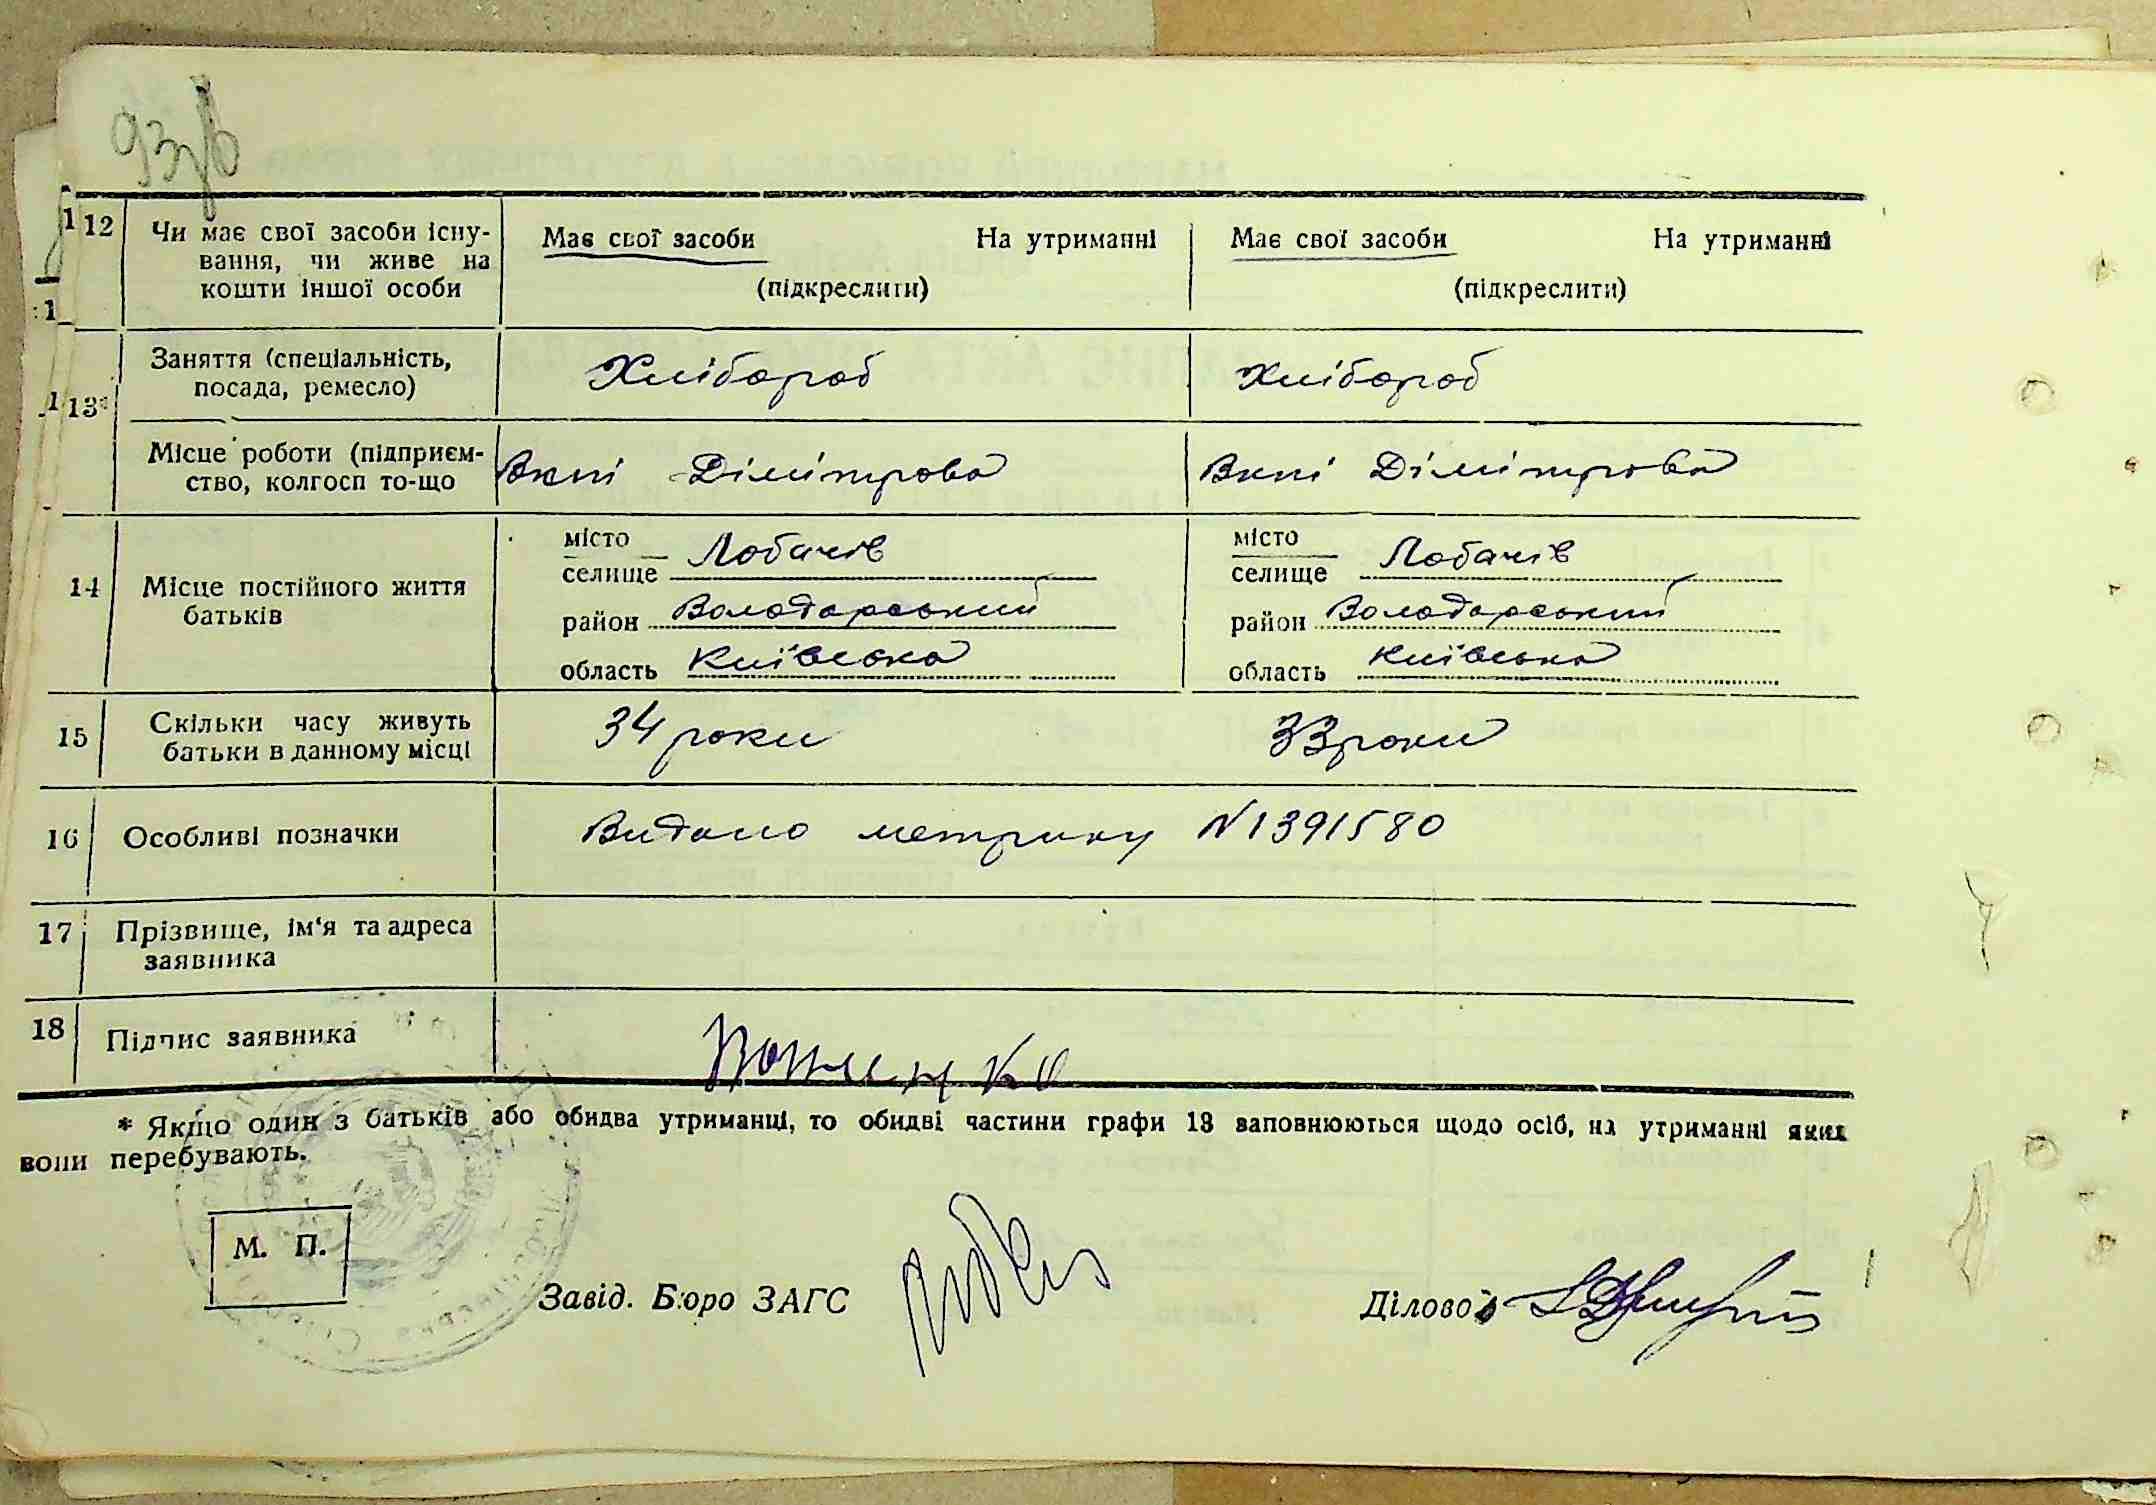 93зв
12 Чи має свої засоби існу- Має свої засоби На утриманні Має свої засоби На утриманні
вання, чи живе на
кошти іншої особи (підкреслити) (підкреслити)
Заняття (спеціальність, Хлібороб Хлібороб
посада, ремесло)
13*
Місце роботи (підприєм- Вкпі Дімітрова Вкпі Дімітрова
ство, колгосп то-що
14 Місце постійного життя батьків
місто селище Лобачів місто селище Лобачів
район Володарський район Володарський
область Київська область Київська
15 Скільки часу живуть 34 роки 33 роки
батьки в данному місці
16 Особливі позначки Видано метрику N1391580
17 Прізвище, ім‘я та адреса
заявника
18 Підпис заявника
* Якщо один з батьків або обидва утриманці, то обидві частини графи 13 заповнюються щодо осіб, на утриманні яких
вони перебувають.
М. П.
Завід. Бюро ЗАГС Діловод